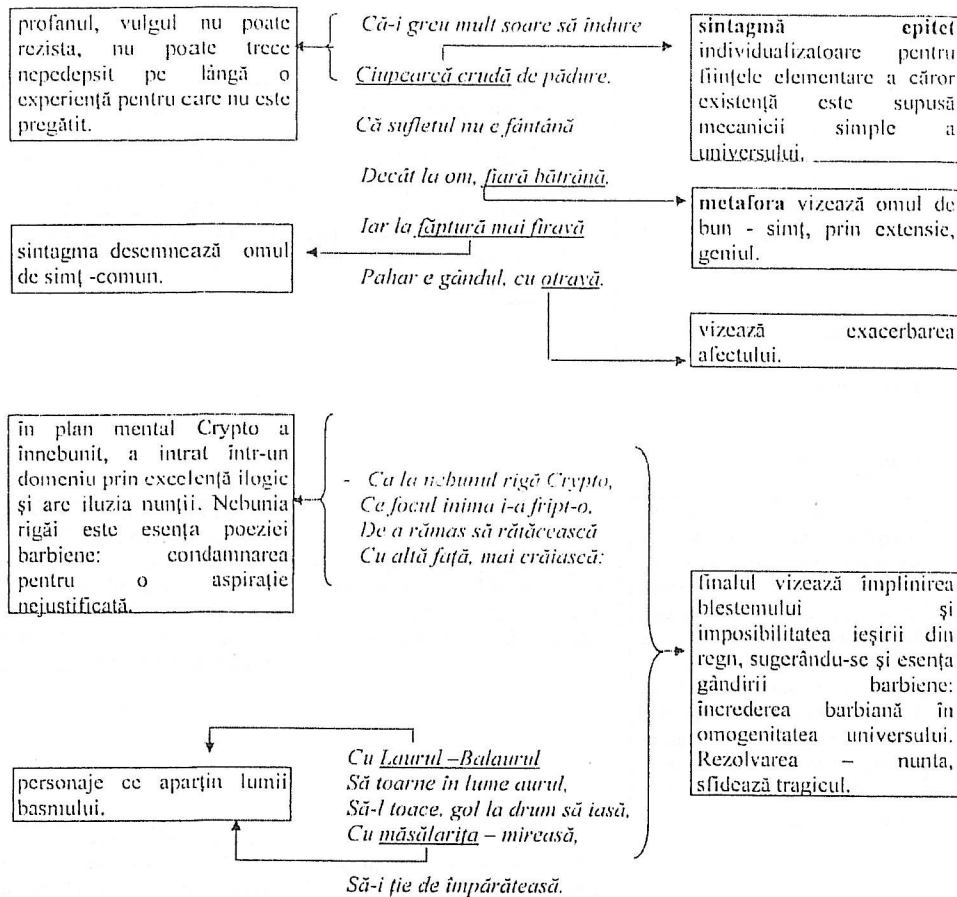 profanul, vulgul nu poate
rezista, nu poate trece
nepedepsit pe lângă o
experiență pentru care nu este
pregătit.
Că-i greu mult soare să îndure
Ciupearcă crudă de pădure.
Că sufletul nu e fântână
Decât la om, fiară bătrână,
Iar la făptură mai firavă
Pahar e gândul, cu otravă.
sintagmă epitet
individualizatoare pentru
ființele elementare a căror
existență este supusă
mecanicii simple a
universului.
metafora vizează omul de
bun - simț, prin extensie,
geniul.
sintagma desemnează omul
de simț -comun.
vizează exacerbarea
afectului.
în plan mental Crypto a
înnebunit, a intrat într-un
domeniu prin excelență ilogic
și are iluzia nunții. Nebunia
rigăi este esența poeziei
barbiene: condamnarea
pentru o aspirație
nejustificată.
- Ca la nebunul rigă Crypto,
Ce focul inima i-a fript-o,
De a rămas să rătăcească
Cu altă față, mai crăiască:
finalul vizează împlinirea
blestemului și
imposibilitatea ieșirii din
regn, sugerându-se și esența
gândirii barbiene:
încrederea barbiană în
omogenitatea universului.
Rezolvarea – nunta,
sfidează tragicul.
personaje ce aparțin lumii
basmului.
Cu Laurul –Balaurul
Să toarne în lume aurul,
Să-l toace, gol la drum să iasă,
Cu măsălarița – mireasă,
Să-i ție de împărăteasă.